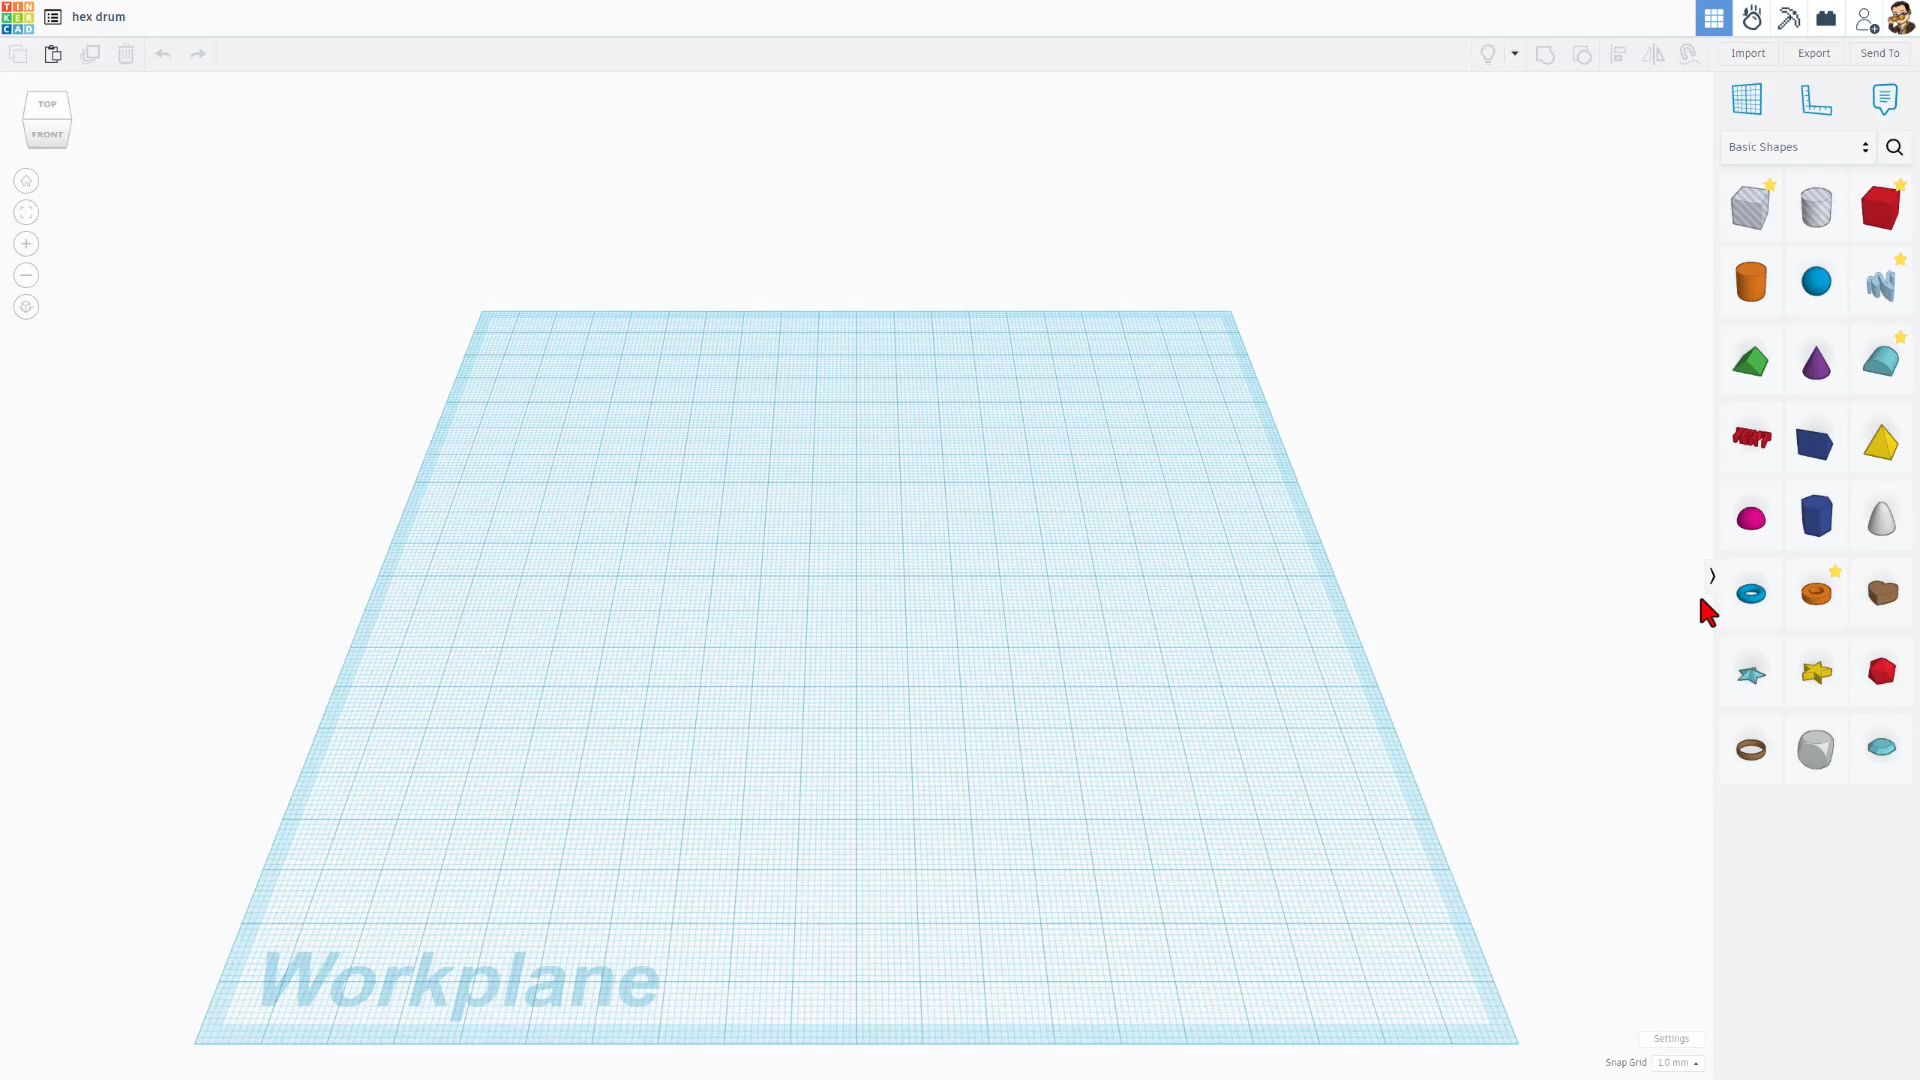 TIN
KER
CAD
hex drum
Import
Export
Send To
TOP
FRONT
Basic Shapes
TEXT
Workplane
Settings
Snap Grid
1.0 mm